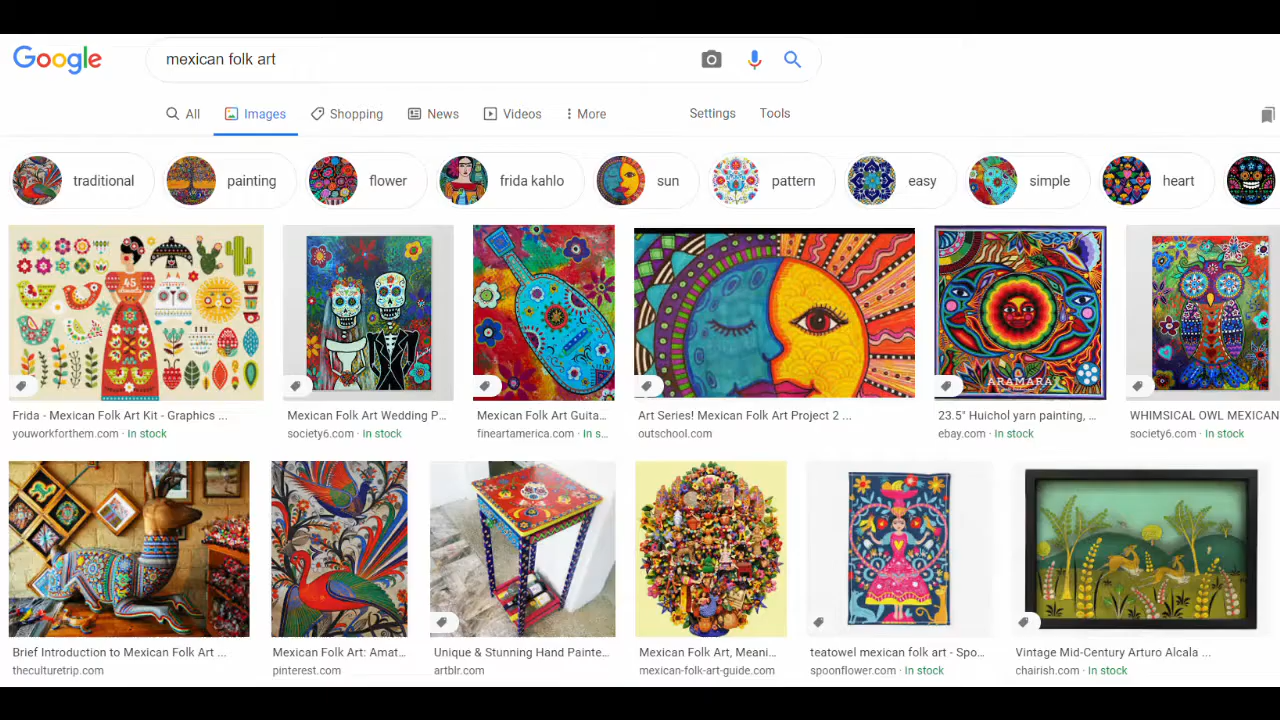 Google
mexican folk art
All Images Shopping News Videos More Settings Tools
traditional painting flower frida kahlo sun pattern easy simple heart
45
ARAMARA
Frida - Mexican Folk Art Kit - Graphics ...
youworkforthem.com · In stock
Mexican Folk Art Wedding P...
society6.com · In stock
Mexican Folk Art Guita...
fineartamerica.com · In s...
Art Series! Mexican Folk Art Project 2 ...
outschool.com
23.5" Huichol yarn painting, ...
ebay.com · In stock
WHIMSICAL OWL MEXICAN
society6.com · In stock
Brief Introduction to Mexican Folk Art ...
theculturetrip.com
Mexican Folk Art: Amat...
pinterest.com
Unique & Stunning Hand Painte...
artblr.com
Mexican Folk Art, Meani...
mexican-folk-art-guide.com
teatowel mexican folk art - Spo...
spoonflower.com · In stock
Vintage Mid-Century Arturo Alcala ...
chairish.com · In stock